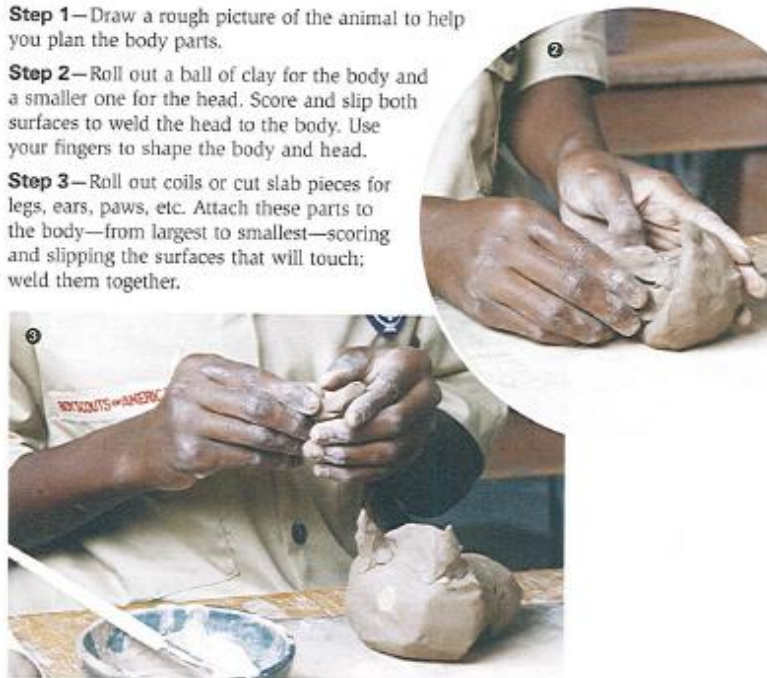 Step 1—Draw a rough picture of the animal to help
you plan the body parts.
Step 2—Roll out a ball of clay for the body and
a smaller one for the head. Score and slip both
surfaces to weld the head to the body. Use
your fingers to shape the body and head.
Step 3—Roll out coils or cut slab pieces for
legs, ears, paws, etc. Attach these parts to
the body—from largest to smallest—scoring
and slipping the surfaces that will touch;
weld them together.
2
3
BOY SCOUTS OF AMERICA